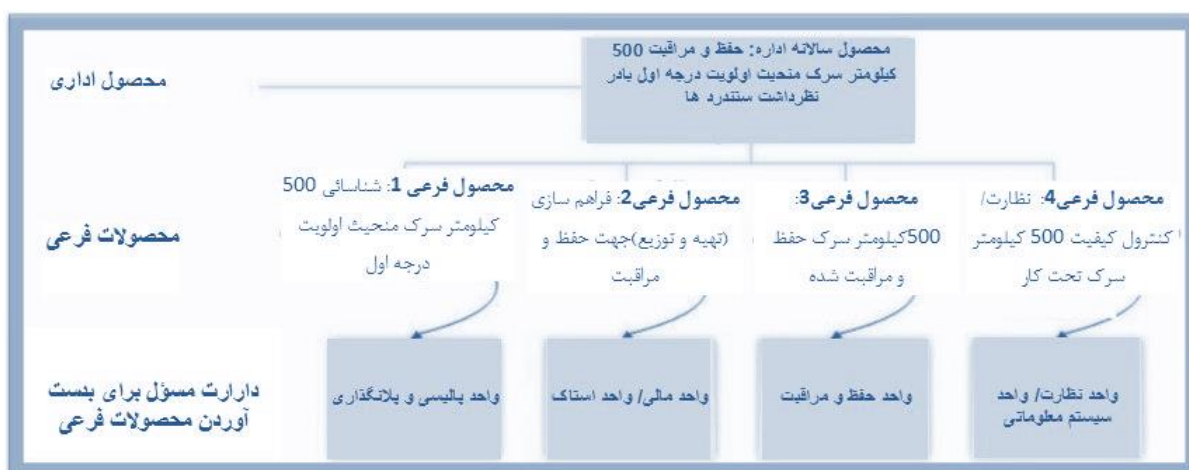 محصول سالانه اداره: حفظ و مراقبت 500
کیلومتر سرک منحیث اولویت درجه اول بادر
نظرداشت ستندرد ها
محصول اداری
محصول فرعی 1: شناسائی 500
کیلومتر سرک منحیث اولویت
درجه اول
محصول فرعی2: فراهم سازی
(تهیه و توزیع)جهت حفظ و
مراقبت
محصول فرعی3:
500کیلومتر سرک حفظ
و مراقبت شده
محصول فرعی4: نظارت/
کنترول کیفیت 500 کیلومتر
سرک تحت کار
محصولات فرعی
واحد پالیسی و پلانگذاری
واحد مالی/ واحد استاک
واحد حفظ و مراقبت
واحد نظارت/ واحد
سیستم معلوماتی
دارارت مسؤل برای بدست
آوردن محصولات فرعی